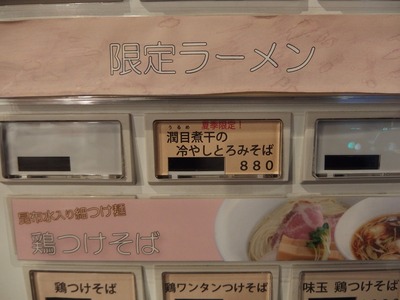 限定ラーメン
うるめ 夏季限定！
潤目煮干の
冷やしとろみそば
880
昆布水入り鶏つけ麺
鶏つけそば
鶏つけそば
鶏ワンタンつけそば
味玉 鶏つけそば